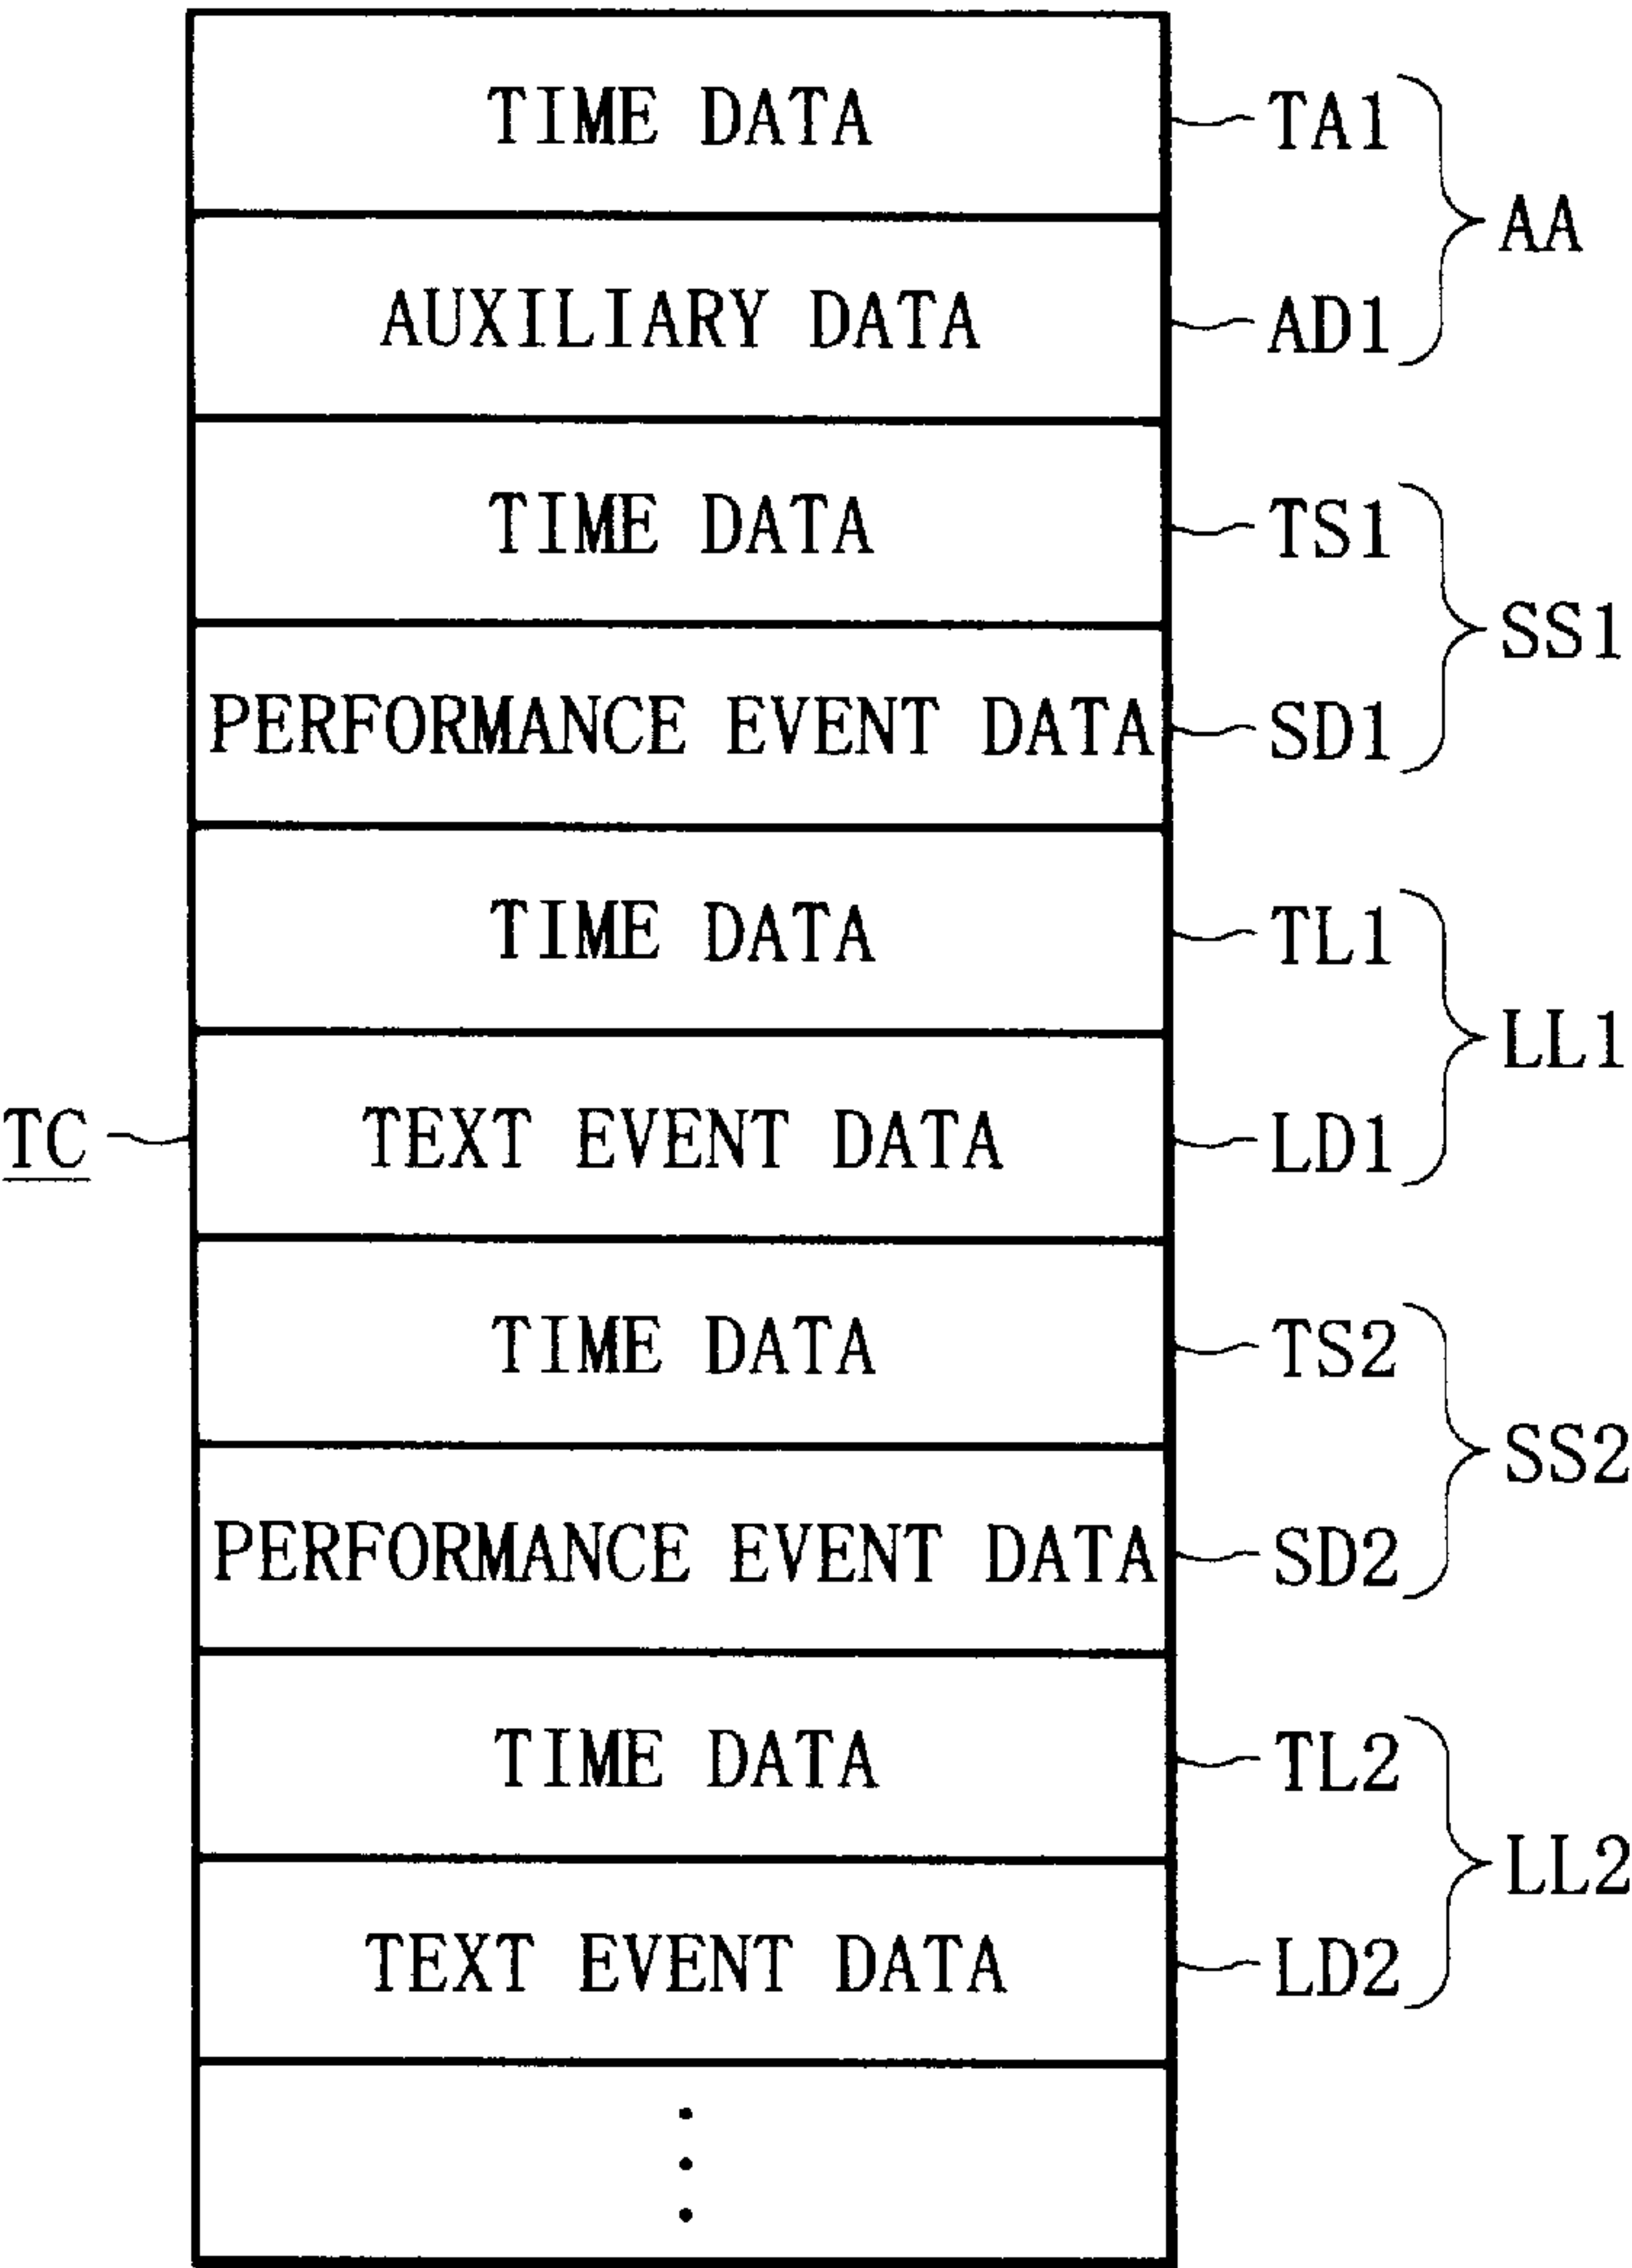 TIME DATA TA1
AA
AUXILIARY DATA AD1
TIME DATA TS1
SS1
PERFORMANCE EVENT DATA SD1
TIME DATA TL1
LL1
TC TEXT EVENT DATA LD1
TIME DATA TS2
SS2
PERFORMANCE EVENT DATA SD2
TIME DATA TL2
LL2
TEXT EVENT DATA LD2